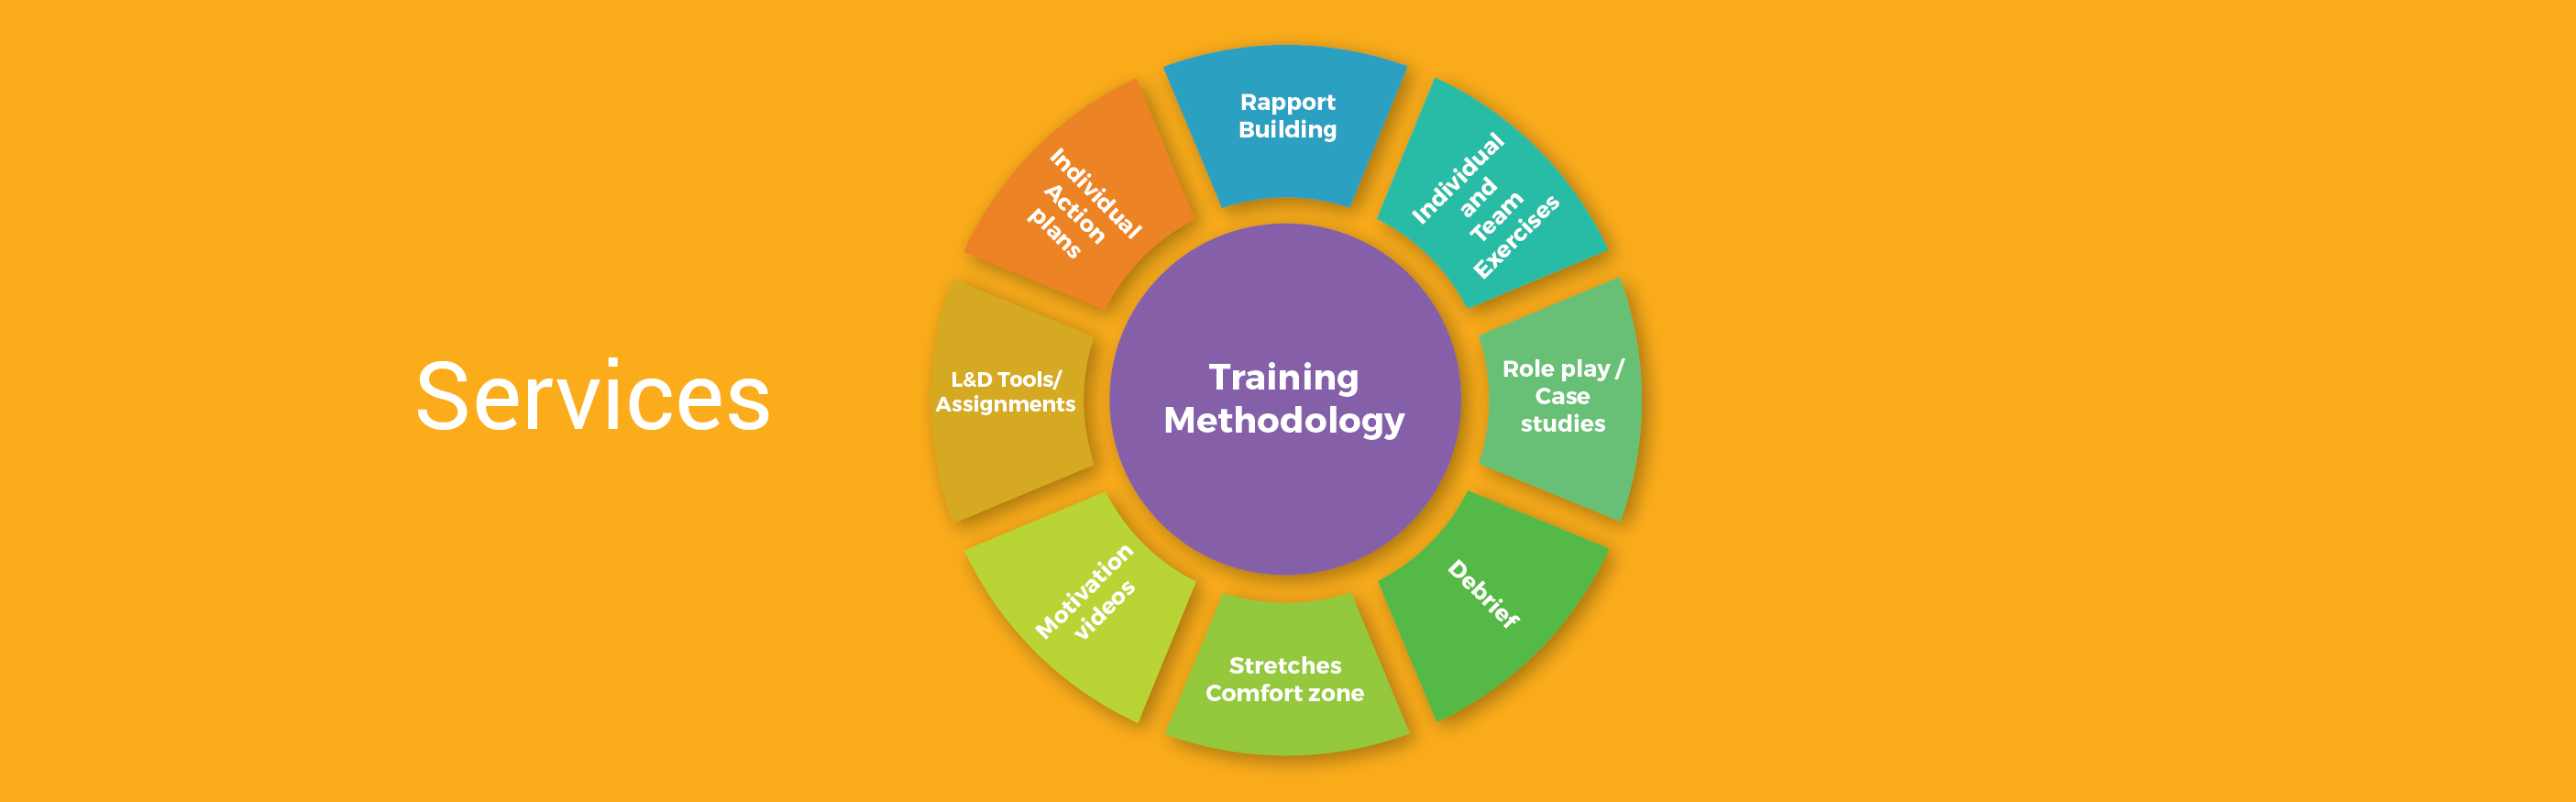 Services
Training
Methodology
Rapport
Building
Individual
and
Team
Exercises
Role play /
Case
studies
Debrief
Stretches
Comfort zone
Motivation
videos
L&D Tools/
Assignments
Individual
Action
plans